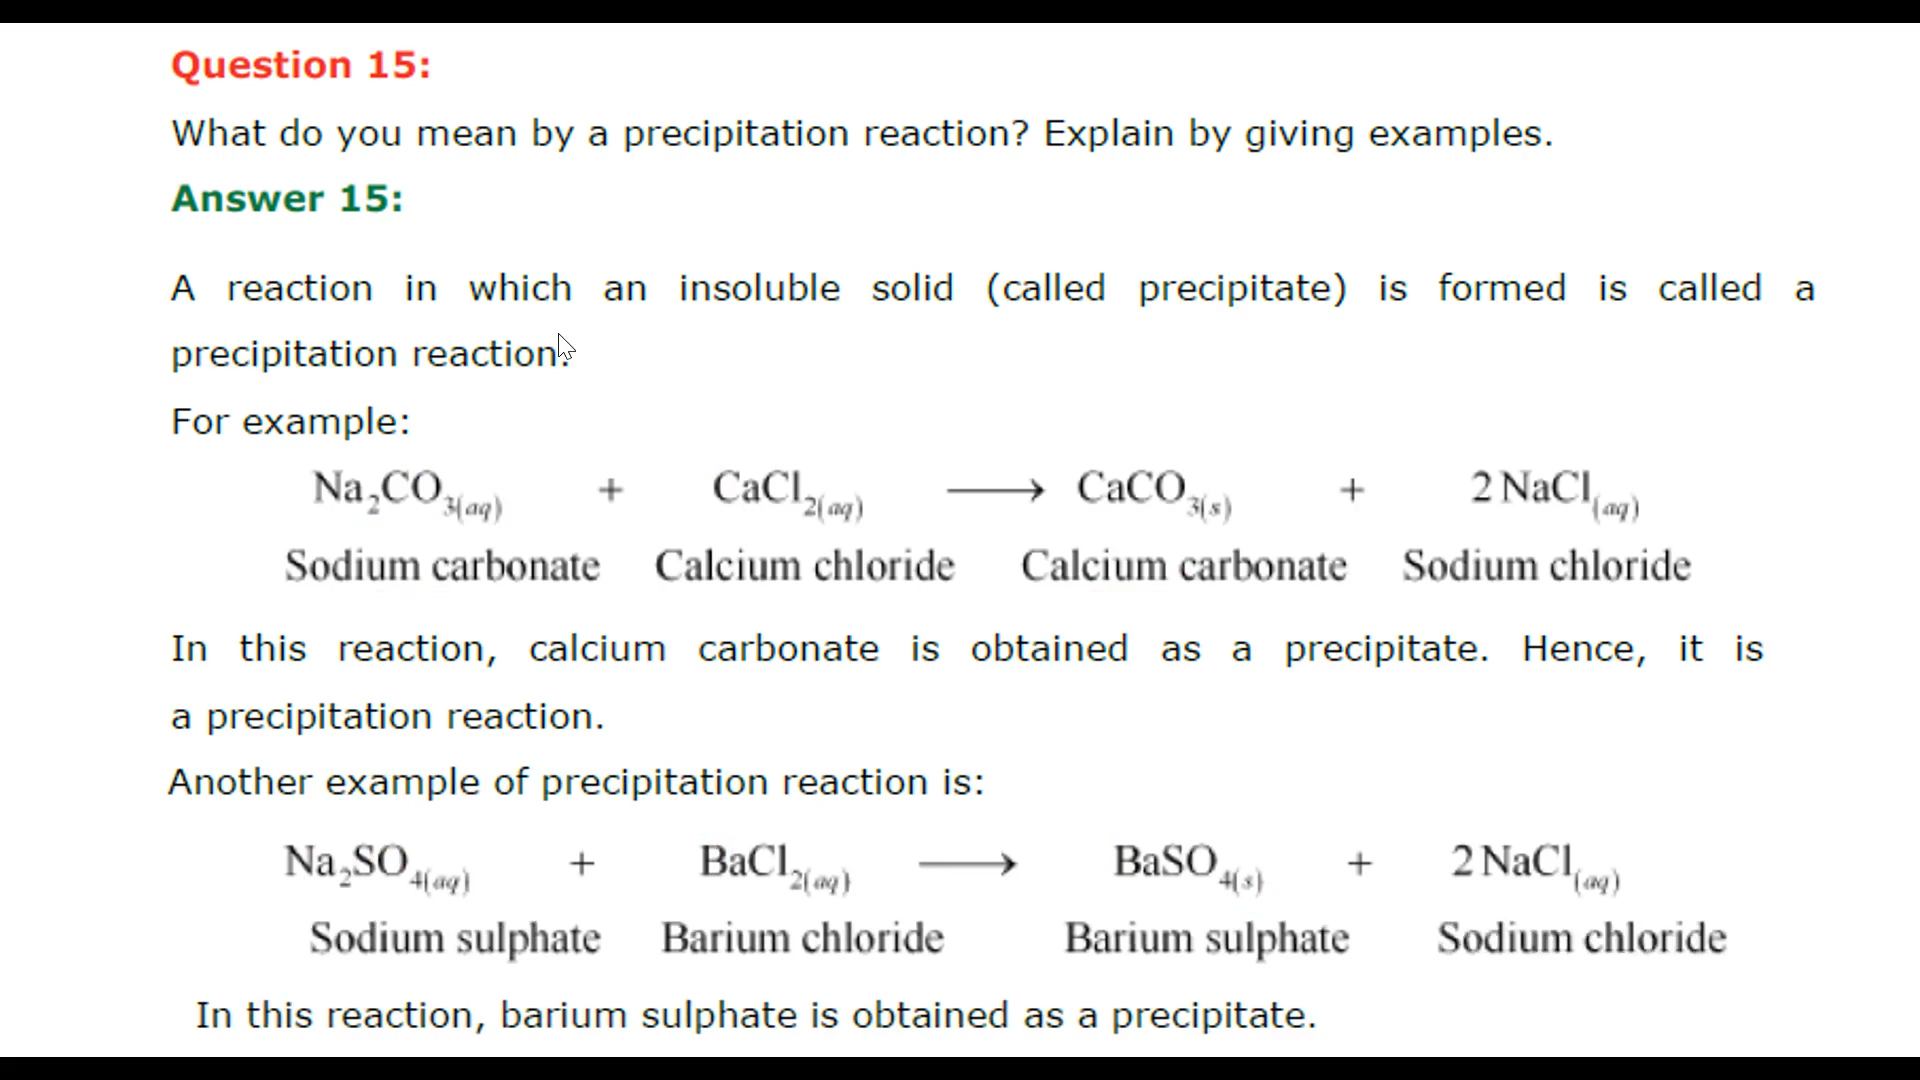 Question 15:
What do you mean by a precipitation reaction? Explain by giving examples.
Answer 15:
A reaction in which an insoluble solid (called precipitate) is formed is called a
precipitation reaction.
For example:
Na₂CO₃(aq) + CaCl₂(aq) ⟶ CaCO₃(s) + 2 NaCl(aq)
Sodium carbonate Calcium chloride Calcium carbonate Sodium chloride
In this reaction, calcium carbonate is obtained as a precipitate. Hence, it is
a precipitation reaction.
Another example of precipitation reaction is:
Na₂SO₄(aq) + BaCl₂(aq) ⟶ BaSO₄(s) + 2 NaCl(aq)
Sodium sulphate Barium chloride Barium sulphate Sodium chloride
In this reaction, barium sulphate is obtained as a precipitate.